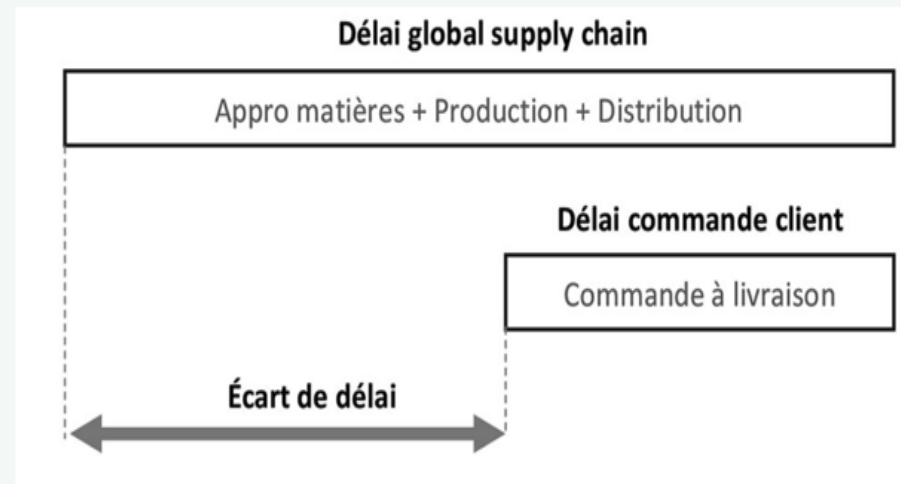 Délai global supply chain
Appro matières + Production + Distribution
Délai commande client
Commande à livraison
Écart de délai